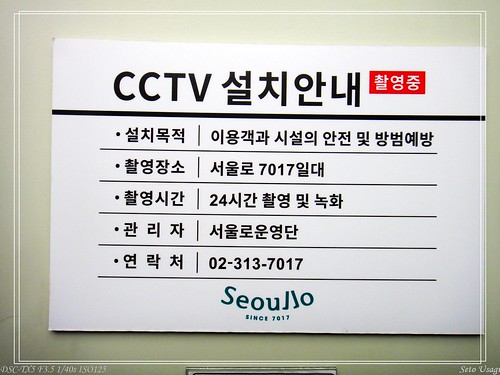 CCTV 설치안내 촬영중
• 설치목적 | 이용객과 시설의 안전 및 방범예방
• 촬영장소 | 서울로 7017일대
• 촬영시간 | 24시간 촬영 및 녹화
• 관 리 자 | 서울로운영단
• 연 락 처 | 02-313-7017
Seoullo
SINCE 7017
DSC-TX5 F3.5 1/40s ISO125
Seto Usagi